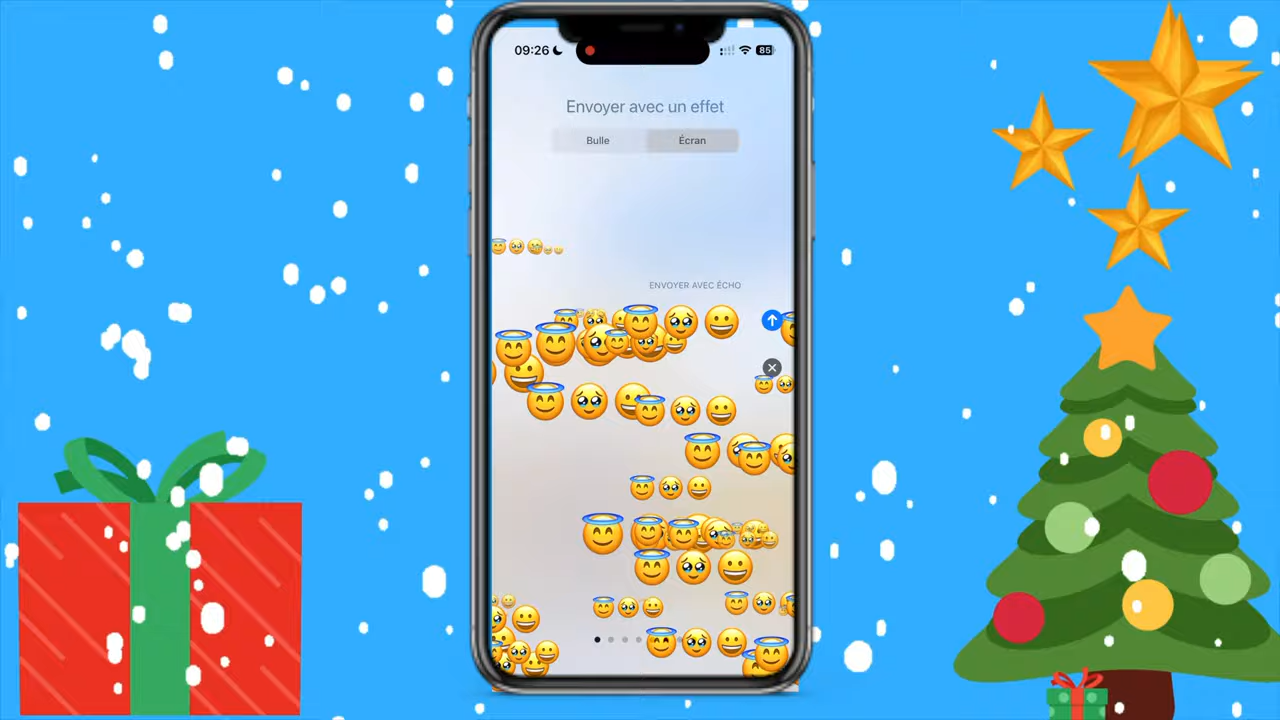 09:26
85
Envoyer avec un effet
Bulle
Écran
ENVOYER AVEC ÉCHO